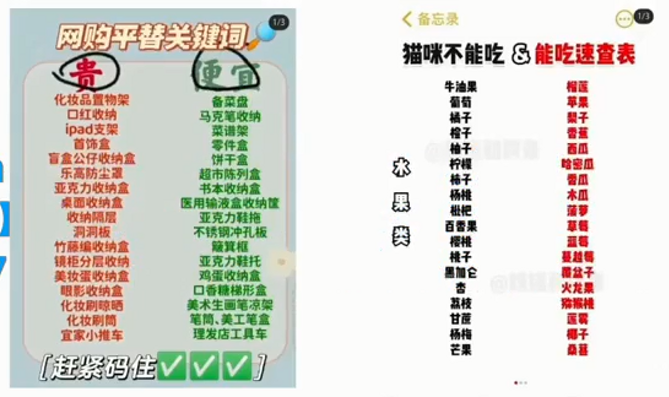 1/3
网购平替关键词
贵 便宜
化妆品置物架 备菜盘
口红收纳 马克笔收纳
ipad支架 菜谱架
首饰盒 零件盒
盲盒公仔收纳盒 饼干盒
乐高防尘罩 超市陈列盒
亚克力收纳盒 书本收纳盒
桌面收纳盒 医用输液盒收纳筐
收纳隔层 亚克力鞋拖
洞洞板 不锈钢冲孔板
竹藤编收纳盒 簸箕框
镜柜分层收纳 亚克力鞋托
美妆蛋收纳盒 鸡蛋收纳盒
眼影收纳盒 口香糖梯形盒
化妆刷晾晒 美术生画笔凉架
化妆刷筒 笔筒、美工笔盒
宜家小推车 理发店工具车
[赶紧码住✅✅✅]
备忘录
1/3
猫咪不能吃 & 能吃速查表
水果类
牛油果 榴莲
葡萄 苹果
橘子 梨子
橙子 香蕉
柚子 西瓜
柠檬 哈密瓜
柿子 香瓜
杨桃 木瓜
枇杷 菠萝
百香果 草莓
樱桃 蓝莓
桃子 蔓越莓
黑加仑 覆盆子
杏 火龙果
荔枝 猕猴桃
甘蔗 莲雾
杨梅 椰子
芒果 桑葚